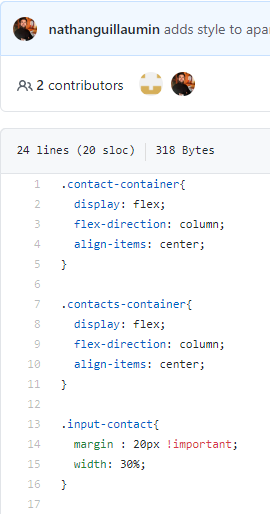 nathanguillaumin adds style to apa
2 contributors
24 lines (20 sloc) 318 Bytes
1 .contact-container{
2 display: flex;
3 flex-direction: column;
4 align-items: center;
5 }
6
7 .contacts-container{
8 display: flex;
9 flex-direction: column;
10 align-items: center;
11 }
12
13 .input-contact{
14 margin : 20px !important;
15 width: 30%;
16 }
17